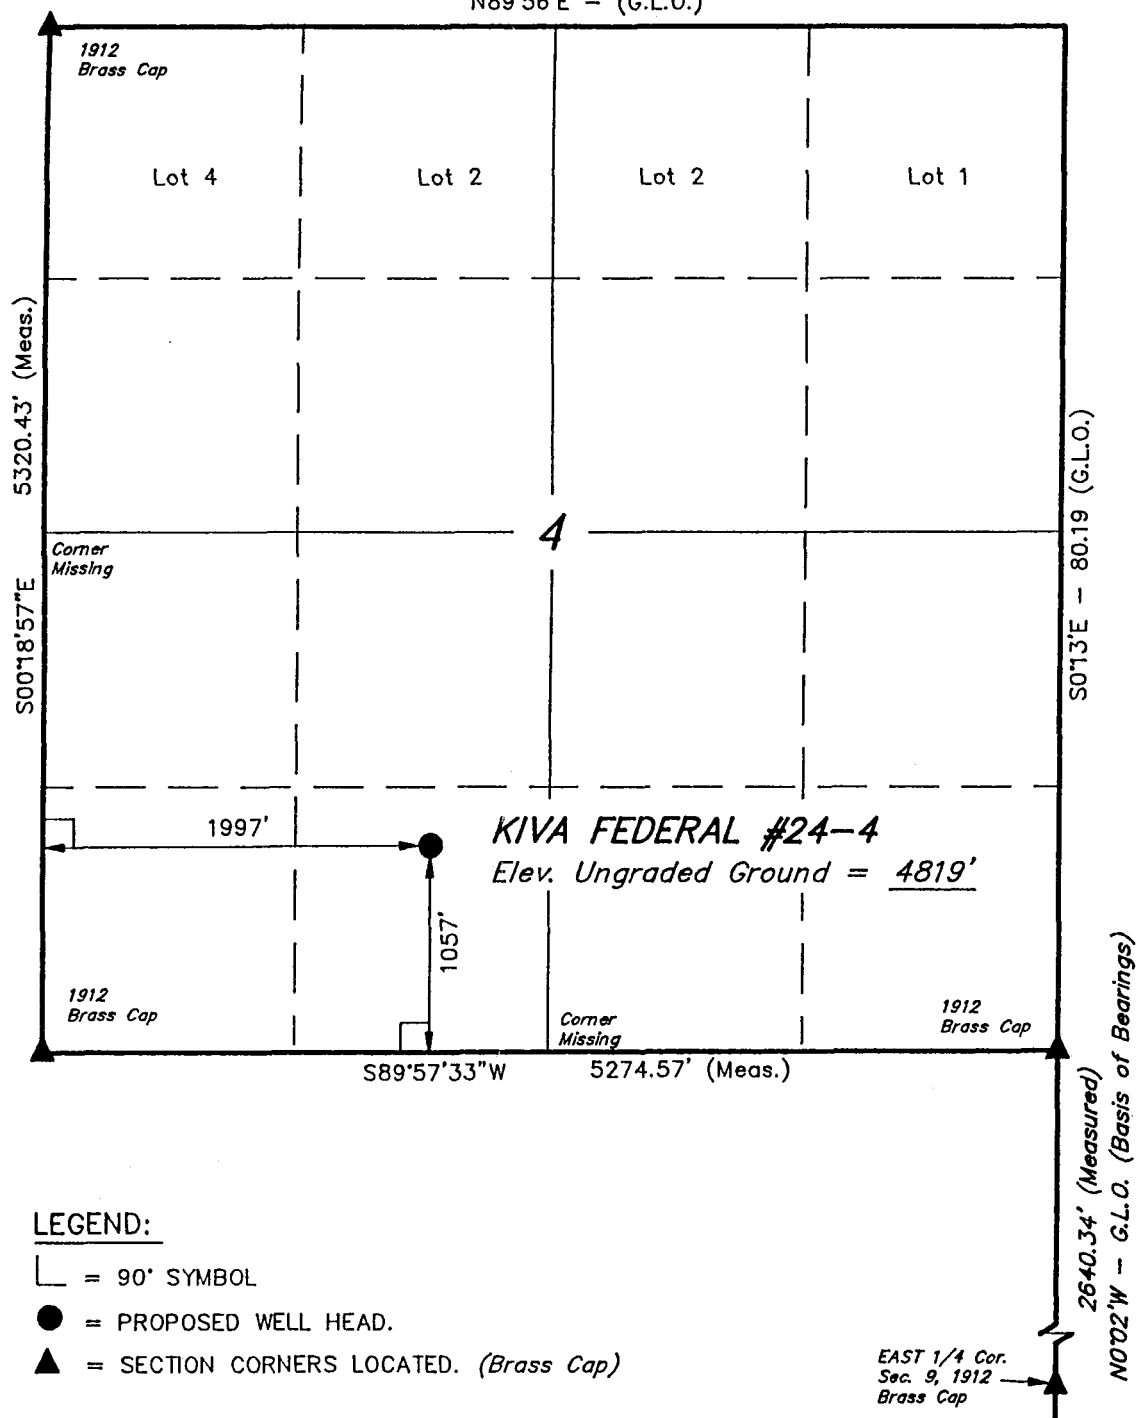 N89°56'E – (G.L.O.)
1912
Brass Cap
Lot 4
Lot 2
Lot 2
Lot 1
5320.43' (Meas.)
S00°18'57"E
80.19 (G.L.O.)
S0°13'E –
Corner
Missing
4
1997'
KIVA FEDERAL #24–4
Elev. Ungraded Ground = 4819'
1057'
1912
Brass Cap
Corner
Missing
1912
Brass Cap
S89°57'33"W
5274.57' (Meas.)
2640.34' (Measured)
N0°02'W – G.L.O. (Basis of Bearings)
LEGEND:
= 90° SYMBOL
= PROPOSED WELL HEAD.
= SECTION CORNERS LOCATED. (Brass Cap)
EAST 1/4 Cor.
Sec. 9, 1912
Brass Cap